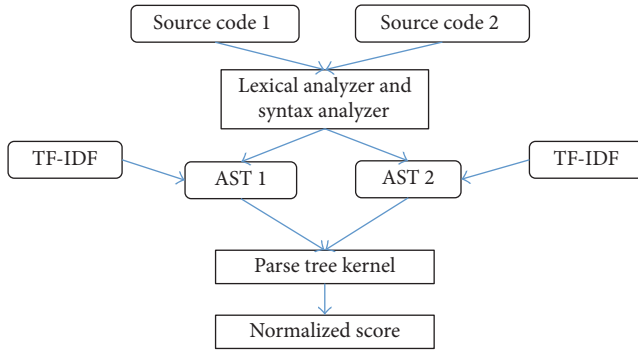 Source code 1
Source code 2
Lexical analyzer and
syntax analyzer
TF-IDF
AST 1
AST 2
TF-IDF
Parse tree kernel
Normalized score